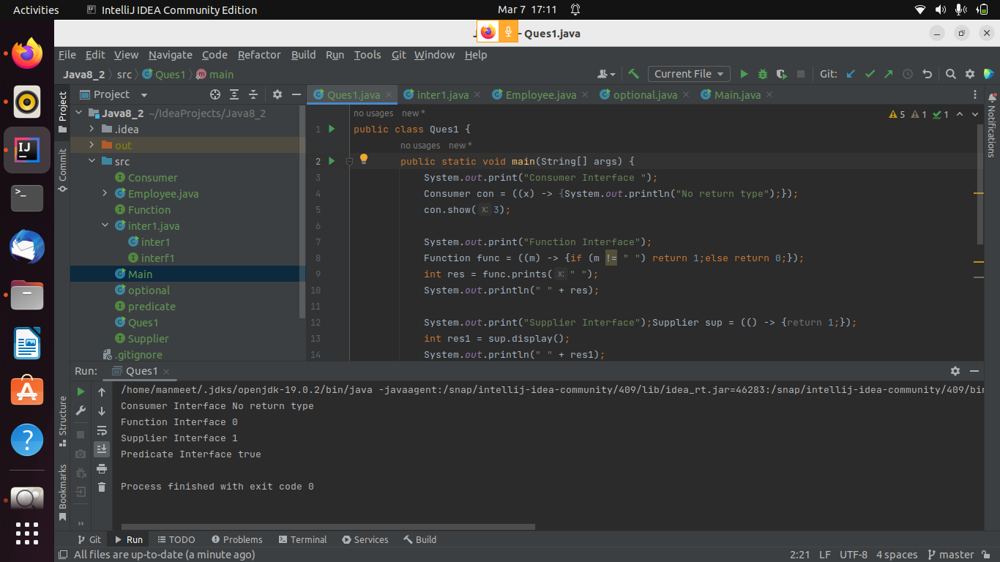 Activities IntelliJ IDEA Community Edition Mar 7 17:11
- Ques1.java
File Edit View Navigate Code Refactor Build Run Tools Git Window Help
Java8_2 src Ques1 main Current File Git:
Project Ques1.java inter1.java Employee.java optional.java Main.java
Project
Commit
Structure
Bookmarks
Notifications
Java8_2 ~/IdeaProjects/Java8_2
.idea
out
src
Consumer
Employee.java
Function
inter1.java
inter1
interf1
Main
optional
predicate
Ques1
Supplier
.gitignore
no usages new *
5 1 1
1 public class Ques1 {
no usages new *
2 public static void main(String[] args) {
3 System.out.print("Consumer Interface ");
4 Consumer con = ((x) -> {System.out.println("No return type");});
5 con.show( x: 3);
6
7 System.out.print("Function Interface");
8 Function func = ((m) -> {if (m != " ") return 1;else return 0;});
9 int res = func.prints( x: " ");
10 System.out.println(" " + res);
11
12 System.out.print("Supplier Interface");Supplier sup = (() -> {return 1;});
13 int res1 = sup.display();
14 System.out.println(" " + res1);
Run: Ques1
/home/manmeet/.jdks/openjdk-19.0.2/bin/java -javaagent:/snap/intellij-idea-community/409/lib/idea_rt.jar=46283:/snap/intellij-idea-community/409/bin
Consumer Interface No return type
Function Interface 0
Supplier Interface 1
Predicate Interface true
Process finished with exit code 0
Git Run TODO Problems Terminal Services Build
All files are up-to-date (a minute ago) 2:21 LF UTF-8 4 spaces master